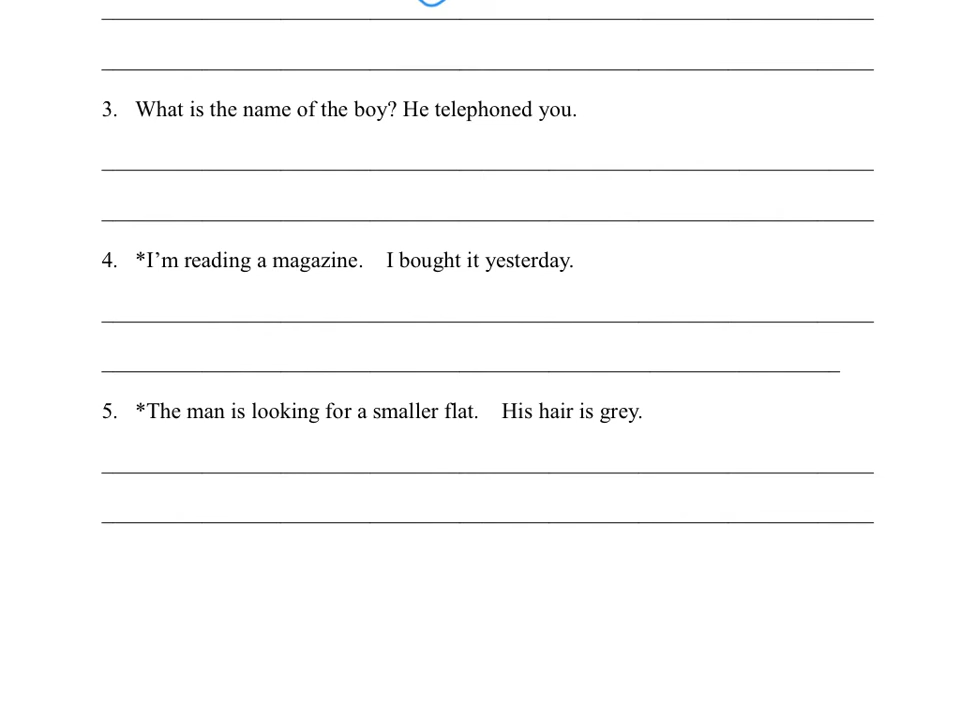 3. What is the name of the boy? He telephoned you.
4. *I’m reading a magazine. I bought it yesterday.
5. *The man is looking for a smaller flat. His hair is grey.